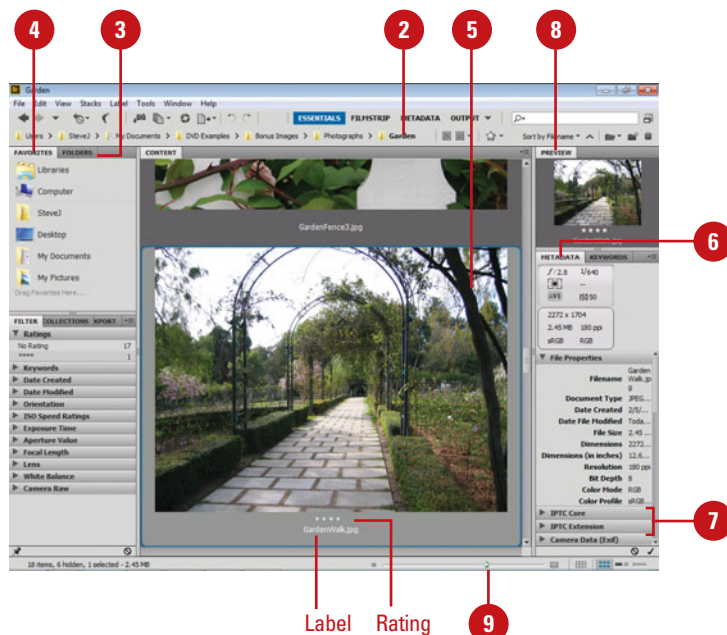 4
3
2
5
8
Garden
File Edit View Stacks Label Tools Window Help
ESSENTIALS FILMSTRIP METADATA OUTPUT
Users > SteveJ > My Documents > DVD Examples > Bonus Images > Photographs > Garden
Sort by Filename
FAVORITES FOLDERS
CONTENT
PREVIEW
Libraries
Computer
SteveJ
Desktop
My Documents
My Pictures
Drag Favorites Here...
GardenFence3.jpg
6
METADATA KEYWORDS
f/2.8 1/640
--
ISO 50
2272 x 1704
2.45 MB 180 ppi
sRGB RGB
FILTER COLLECTIONS XPORT
Ratings
No Rating 17
**** 1
Keywords
Date Created
Date Modified
Orientation
ISO Speed Ratings
Exposure Time
Aperture Value
Focal Length
Lens
White Balance
Camera Raw
File Properties
Filename Garden
Walk.jp
g
Document Type JPEG...
Date Created 2/5/...
Date File Modified Toda...
File Size 2.45 ...
Dimensions 2272...
Dimensions (in inches) 12.6...
Resolution 180 ppi
Bit Depth 8
Color Mode RGB
Color Profile sRGB...
IPTC Core
IPTC Extension
Camera Data (Exif)
7
****
GardenWalk.jpg
18 items, 6 hidden, 1 selected - 2.45 MB
Label Rating
9